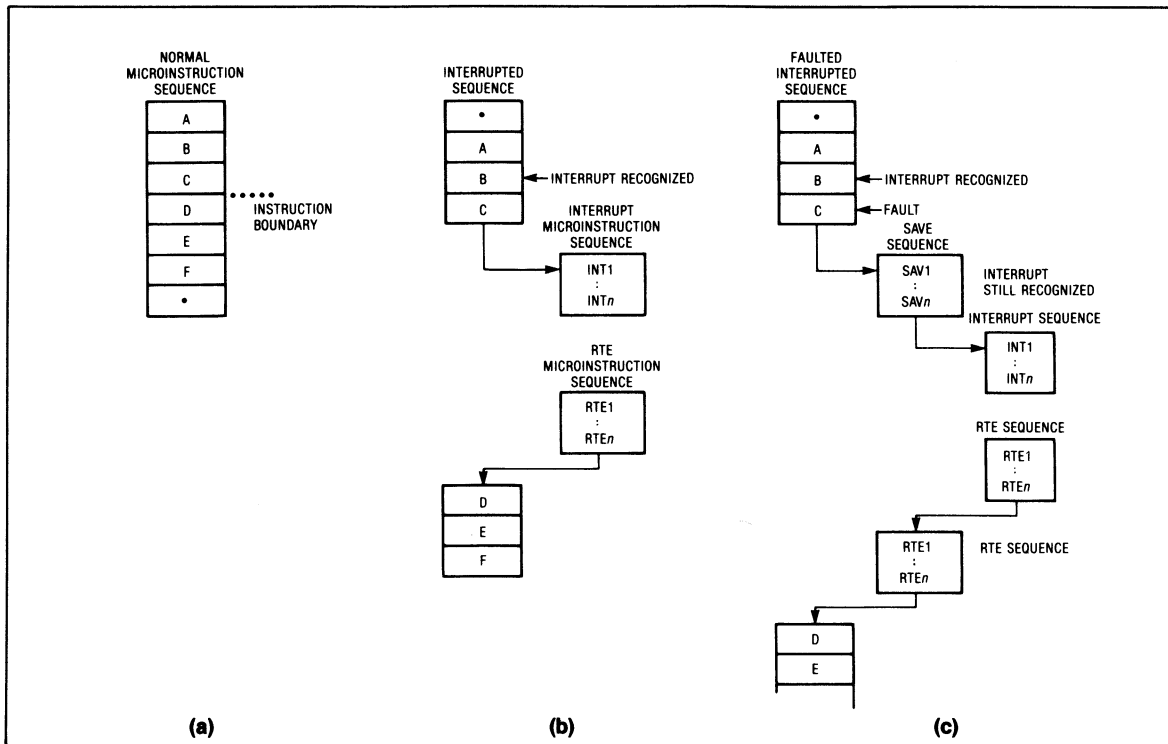 NORMAL
MICROINSTRUCTION
SEQUENCE
A
B
C
D
E
F
•
INSTRUCTION
BOUNDARY
(a)
INTERRUPTED
SEQUENCE
•
A
B
INTERRUPT RECOGNIZED
C
INTERRUPT
MICROINSTRUCTION
SEQUENCE
INT1
:
INTn
RTE
MICROINSTRUCTION
SEQUENCE
RTE1
:
RTEn
D
E
F
(b)
FAULTED
INTERRUPTED
SEQUENCE
•
A
B
INTERRUPT RECOGNIZED
C
FAULT
SAVE
SEQUENCE
SAV1
:
SAVn
INTERRUPT
STILL RECOGNIZED
INTERRUPT SEQUENCE
INT1
:
INTn
RTE SEQUENCE
RTE1
:
RTEn
RTE1
:
RTEn
RTE SEQUENCE
D
E
(c)